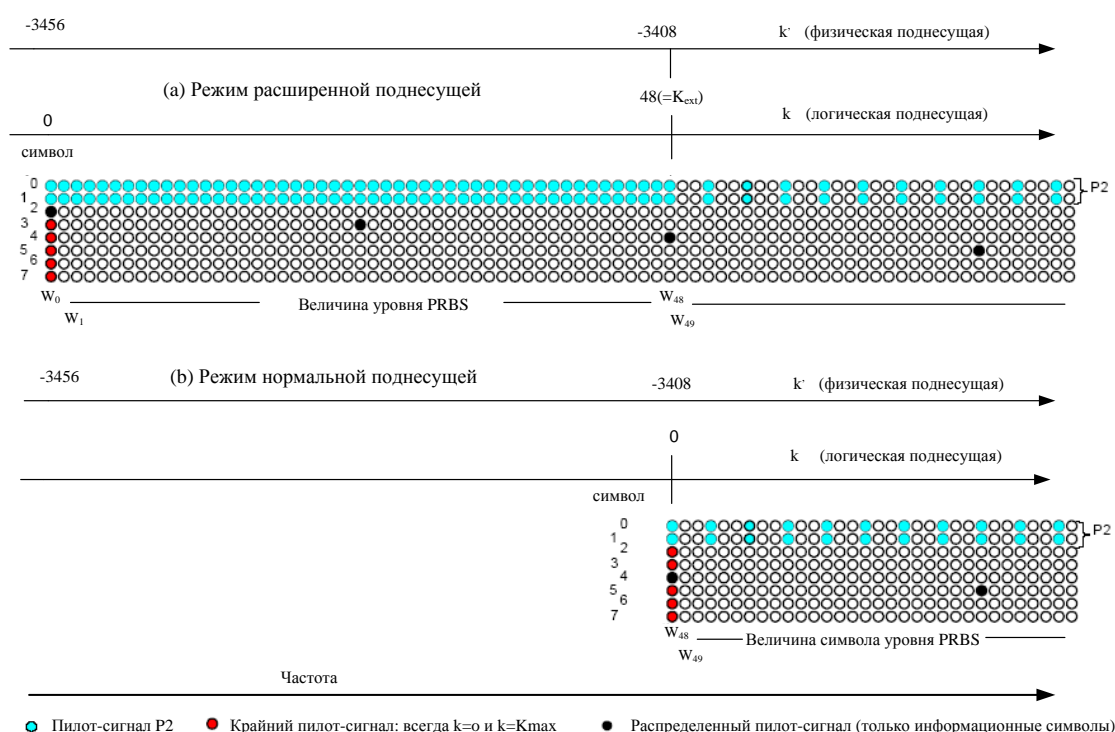 -3456
-3408
k' (физическая поднесущая)
(a) Режим расширенной поднесущей
48(=Kext)
0
k (логическая поднесущая)
символ
0
1
2
3
4
5
6
7
P2
W0
W1
Величина уровня PRBS
W48
W49
-3456
(b) Режим нормальной поднесущей
-3408
k' (физическая поднесущая)
0
k (логическая поднесущая)
символ
0
1
2
3
4
5
6
7
P2
W48
W49
Величина символа уровня PRBS
Частота
Пилот-сигнал P2
Крайний пилот-сигнал: всегда k=o и k=Kmax
Распределенный пилот-сигнал (только информационные символы)